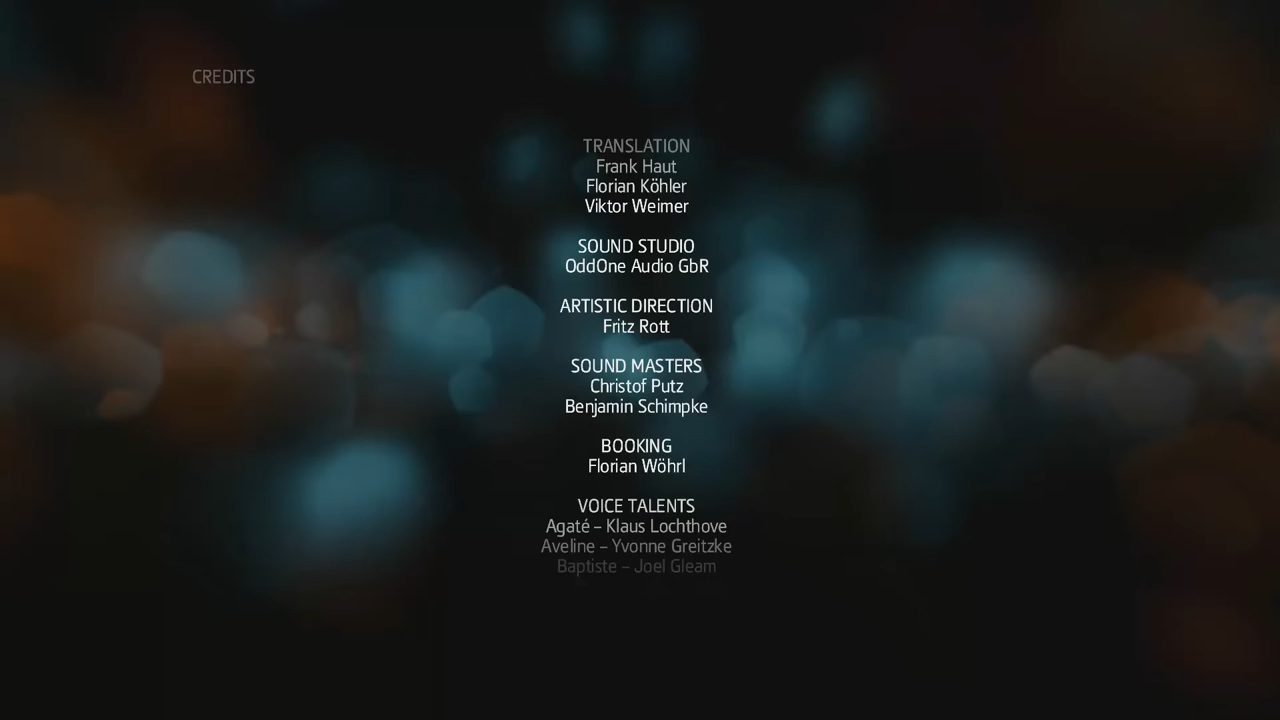 CREDITS
TRANSLATION
Frank Haut
Florian Köhler
Viktor Weimer
SOUND STUDIO
OddOne Audio GbR
ARTISTIC DIRECTION
Fritz Rott
SOUND MASTERS
Christof Putz
Benjamin Schimpke
BOOKING
Florian Wöhrl
VOICE TALENTS
Agaté – Klaus Lochthove
Aveline – Yvonne Greitzke
Baptiste – Joel Gleam